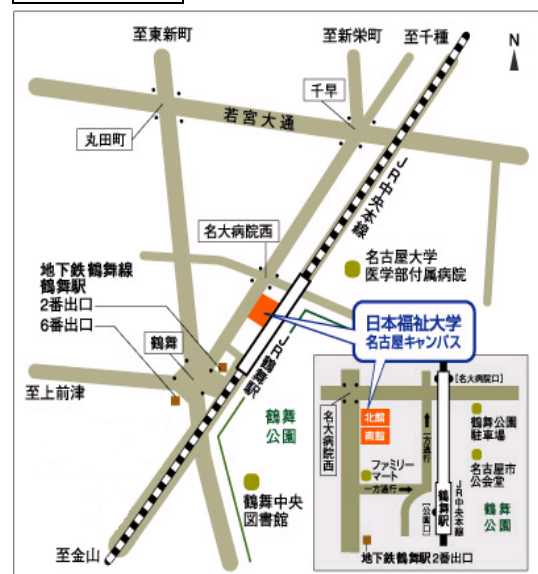 至東新町
至新栄町
至千種
N
千早
若宮大通
丸田町
JR中央本線
名大病院西
名古屋大学
医学部付属病院
地下鉄鶴舞線
鶴舞駅
2番出口
6番出口
日本福祉大学
名古屋キャンパス
鶴舞
JR鶴舞駅
至上前津
鶴舞
公園
鶴舞中央
図書館
至金山
[名大病院口]
名大病院西
北館
南館
一方通行
鶴舞公園
駐車場
ファミリー
マート
名古屋市
公会堂
一方通行
[公園口]
鶴舞駅
JR中央本線
鶴舞
公園
地下鉄鶴舞駅2番出口